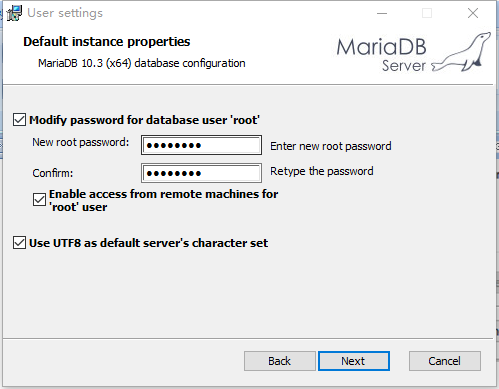 User settings
Default instance properties
MariaDB 10.3 (x64) database configuration
MariaDB
Server
Modify password for database user 'root'
New root password: ●●●●●●●● Enter new root password
Confirm: ●●●●●●●● Retype the password
Enable access from remote machines for
'root' user
Use UTF8 as default server's character set
Back Next Cancel